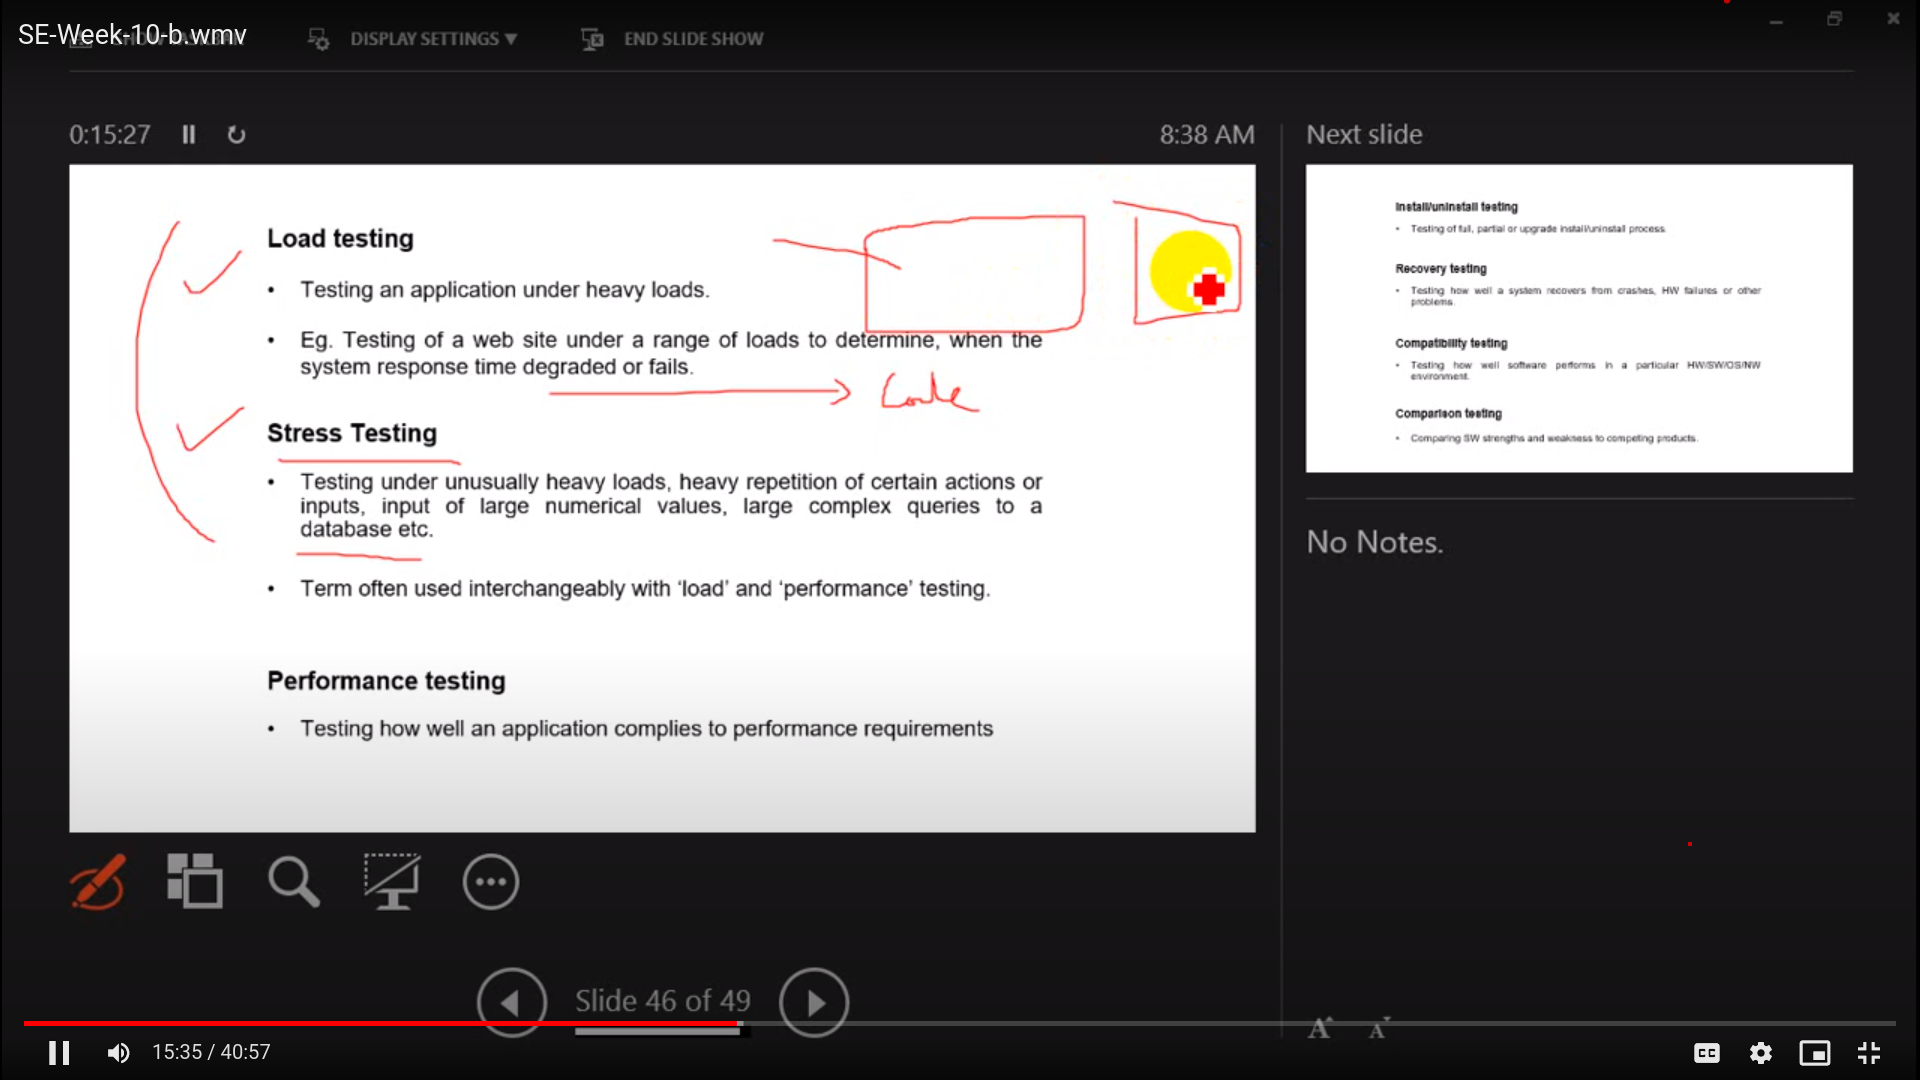 SE-Week-10-b.wmv
DISPLAY SETTINGS ▼
END SLIDE SHOW
0:15:27
8:38 AM
Next slide
Load testing
• Testing an application under heavy loads.
• Eg. Testing of a web site under a range of loads to determine, when the
system response time degraded or fails.
Stress Testing
• Testing under unusually heavy loads, heavy repetition of certain actions or
inputs, input of large numerical values, large complex queries to a
database etc.
• Term often used interchangeably with ‘load’ and ‘performance’ testing.
Performance testing
• Testing how well an application complies to performance requirements
Install/uninstall testing
• Testing of full, partial or upgrade install/uninstall process.
Recovery testing
• Testing how well a system recovers from crashes, HW failures or other
problems.
Compatibility testing
• Testing how well software performs in a particular HW/SW/OS/NW
environment.
Comparison testing
• Comparing SW strengths and weakness to competing products.
No Notes.
Slide 46 of 49
A A
15:35 / 40:57
CC